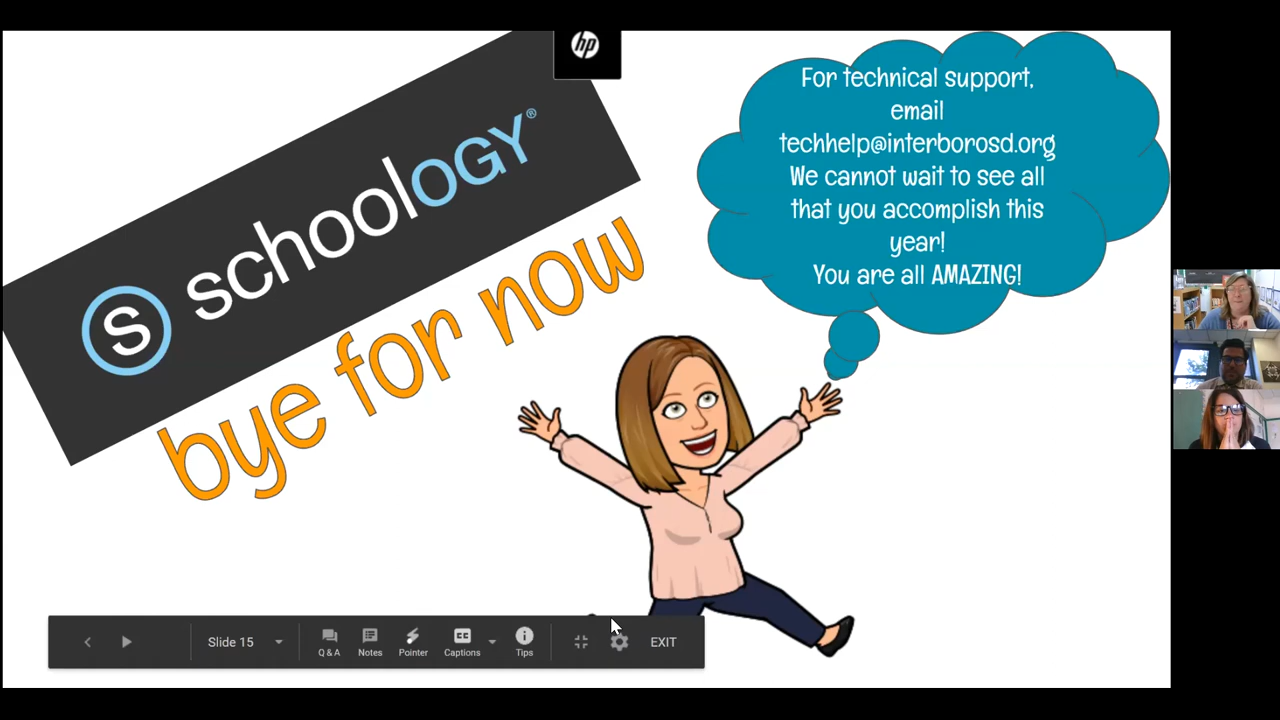 hp
schoology®
S
bye for now
For technical support,
email
techhelp@interborosd.org
We cannot wait to see all
that you accomplish this
year!
You are all AMAZING!
Slide 15
Q & A
Notes
Pointer
CC
Captions
Tips
EXIT